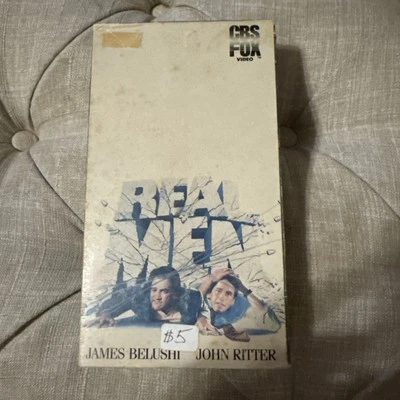 CBS
FOX
VIDEO
REAL
MEN
$5
JAMES BELUSHI JOHN RITTER